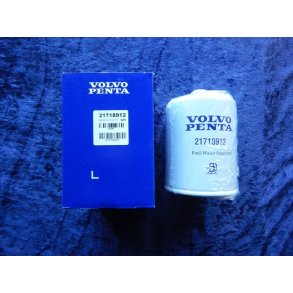 VOLVO
PENTA
21718912
L
VOLVO
PENTA
21718912
Fuel-Water Separator